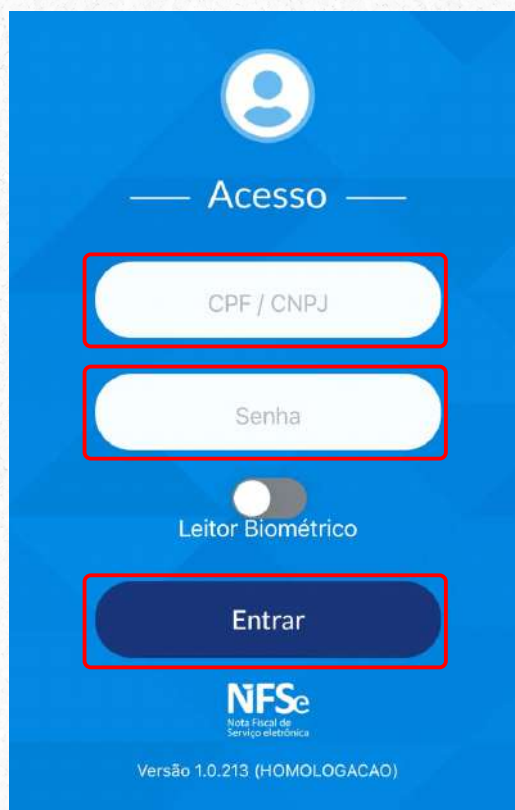 Acesso
CPF / CNPJ
Senha
Leitor Biométrico
Entrar
NFSe
Nota Fiscal de
Serviço eletrônica
Versão 1.0.213 (HOMOLOGACAO)